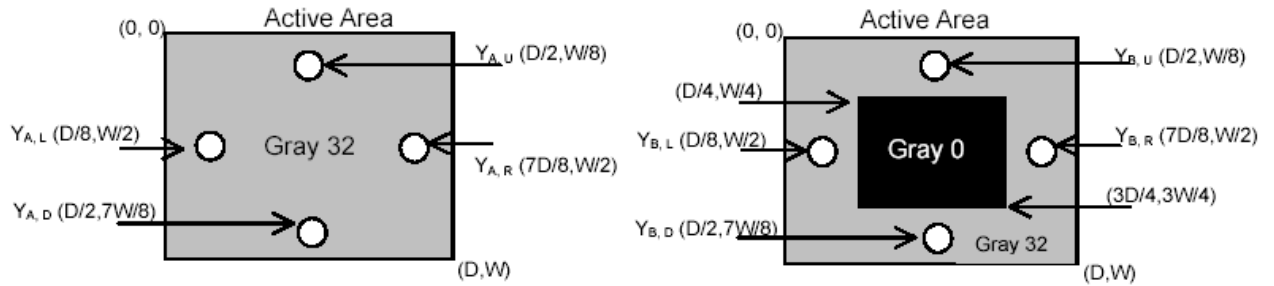 Active Area
(0, 0)
YA, U (D/2,W/8)
YA, L (D/8,W/2)
Gray 32
YA, R (7D/8,W/2)
YA, D (D/2,7W/8)
(D,W)
Active Area
(0, 0)
YB, U (D/2,W/8)
(D/4,W/4)
YB, L (D/8,W/2)
Gray 0
YB, R (7D/8,W/2)
(3D/4,3W/4)
YB, D (D/2,7W/8)
Gray 32
(D,W)